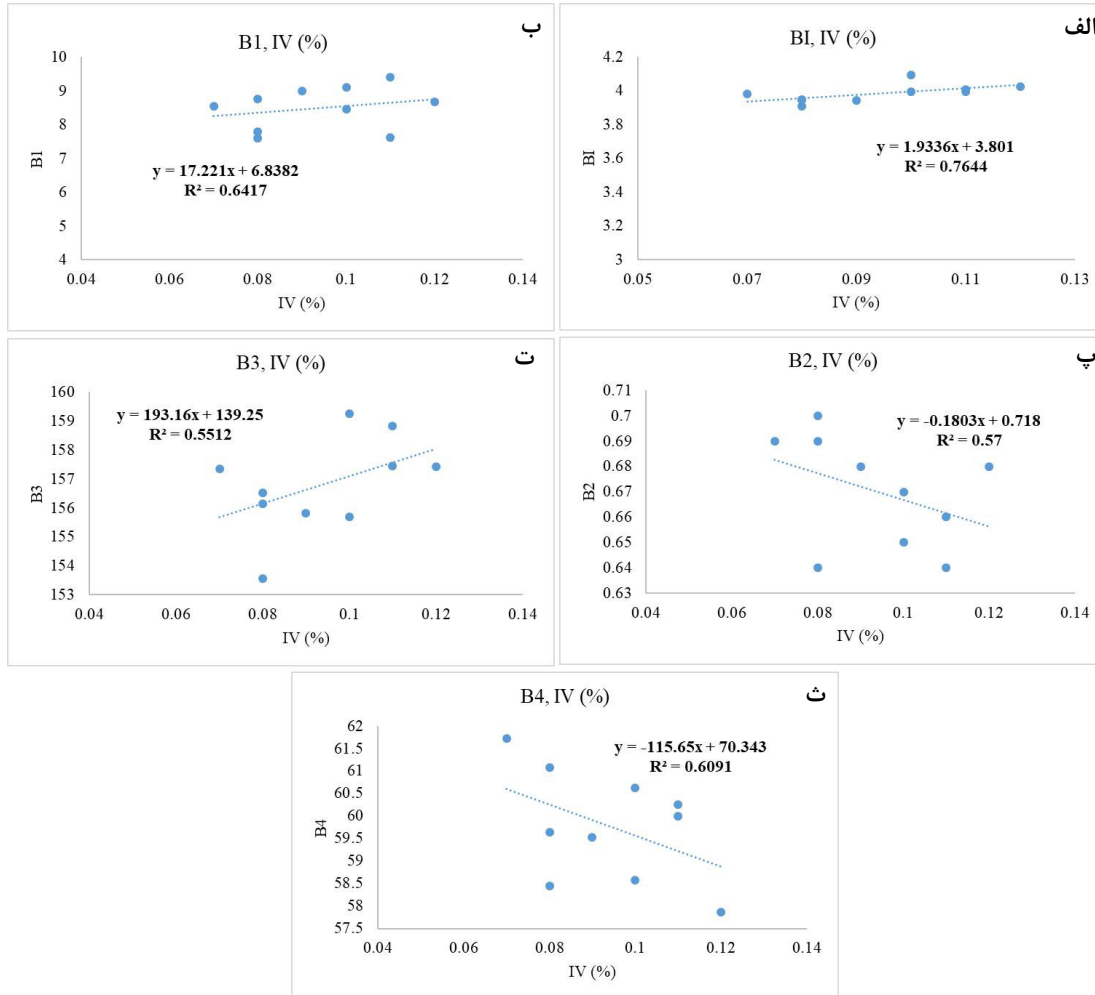 الف
BI, IV (%)
4.2
4
3.8
3.6
3.4
3.2
3
BI
y = 1.9336x + 3.801
R² = 0.7644
0.05
0.07
0.09
0.11
0.13
IV (%)
ب
B1, IV (%)
10
9
8
7
6
5
4
B1
y = 17.221x + 6.8382
R² = 0.6417
0.04
0.06
0.08
0.1
0.12
0.14
IV (%)
پ
B2, IV (%)
0.71
0.7
0.69
0.68
0.67
0.66
0.65
0.64
0.63
B2
y = -0.1803x + 0.718
R² = 0.57
0.04
0.06
0.08
0.1
0.12
0.14
IV (%)
ت
B3, IV (%)
160
159
158
157
156
155
154
153
B3
y = 193.16x + 139.25
R² = 0.5512
0.04
0.06
0.08
0.1
0.12
0.14
IV (%)
ث
B4, IV (%)
62
61.5
61
60.5
60
59.5
59
58.5
58
57.5
B4
y = -115.65x + 70.343
R² = 0.6091
0.04
0.06
0.08
0.1
0.12
0.14
IV (%)